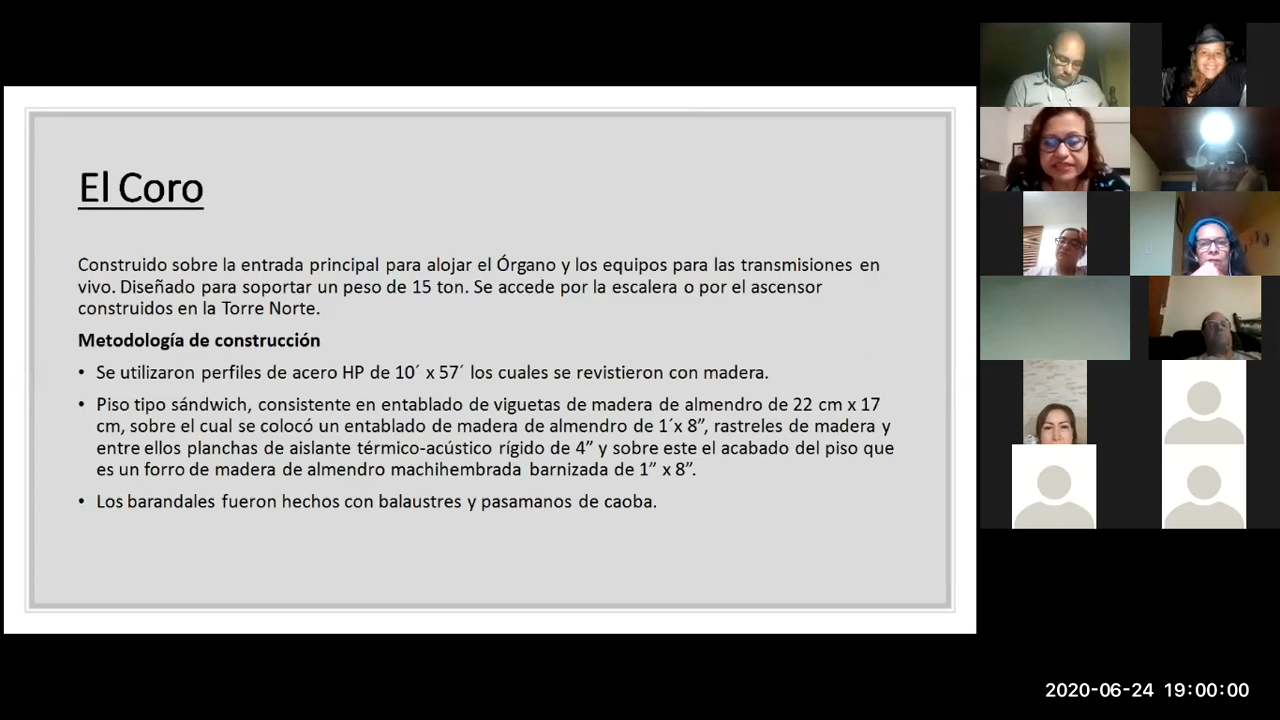 El Coro
Construido sobre la entrada principal para alojar el Órgano y los equipos para las transmisiones en
vivo. Diseñado para soportar un peso de 15 ton. Se accede por la escalera o por el ascensor
construidos en la Torre Norte.
Metodología de construcción
• Se utilizaron perfiles de acero HP de 10´ x 57´ los cuales se revistieron con madera.
• Piso tipo sándwich, consistente en entablado de viguetas de madera de almendro de 22 cm x 17
cm, sobre el cual se colocó un entablado de madera de almendro de 1´x 8”, rastreles de madera y
entre ellos planchas de aislante térmico-acústico rígido de 4” y sobre este el acabado del piso que
es un forro de madera de almendro machihembrada barnizada de 1” x 8”.
• Los barandales fueron hechos con balaustres y pasamanos de caoba.
2020-06-24 19:00:00